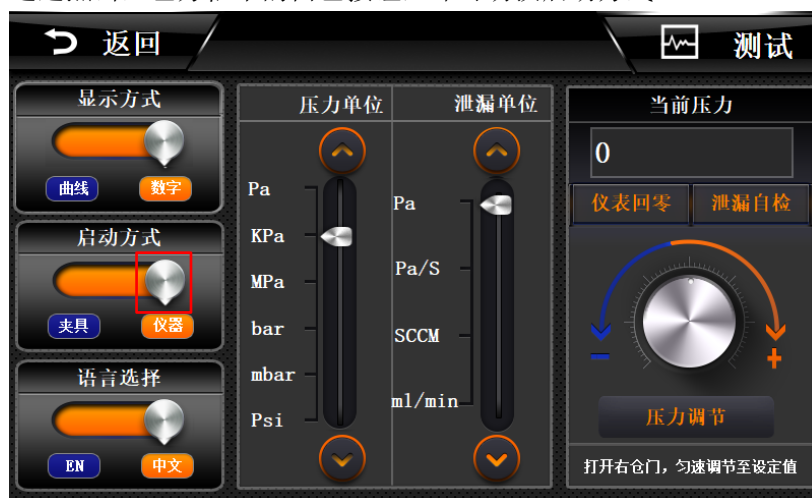 返回
测试
显示方式
曲线 数字
启动方式
夹具 仪器
语言选择
EN 中文
压力单位
Pa
KPa
MPa
bar
mbar
Psi
泄漏单位
Pa
Pa/S
SCCM
ml/min
当前压力
0
仪表回零 泄漏自检
− +
压力调节
打开右仓门，匀速调节至设定值